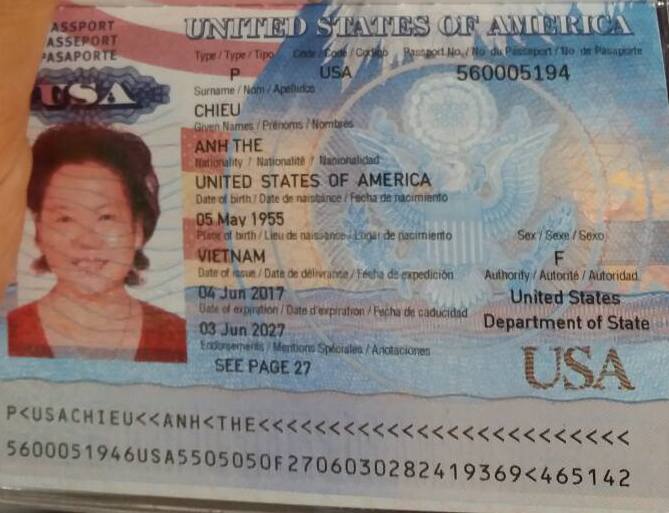 ASSPORT
ASSEPORT
PASAPORTE
UNITED STATES OF AMERICA
Type / Type / Tipo Code / Code / Codigo Passport No. / No. du Passeport / No. de Pasaporte
P USA 560005194
USA
Surname / Nom / Apellidos
CHIEU
Given Names / Prénoms / Nombres
ANH THE
Nationality / Nationalité / Nacionalidad
UNITED STATES OF AMERICA
Date of birth / Date de naissance / Fecha de nacimiento
05 May 1955
Place of birth / Lieu de naissance / Lugar de nacimiento Sex / Sexe / Sexo
VIETNAM F
Date of issue / Date de délivrance / Fecha de expedición Authority / Autorité / Autoridad
04 Jun 2017 United States
Date of expiration / Date d'expiration / Fecha de caducidad
03 Jun 2027 Department of State
Endorsements / Mentions Spéciales / Anotaciones
SEE PAGE 27
USA
P<USACHIEU<<ANH<THE<<<<<<<<<<<<<<<<<<<<<<<<<
5600051946USA5505050F2706030282419369<465142